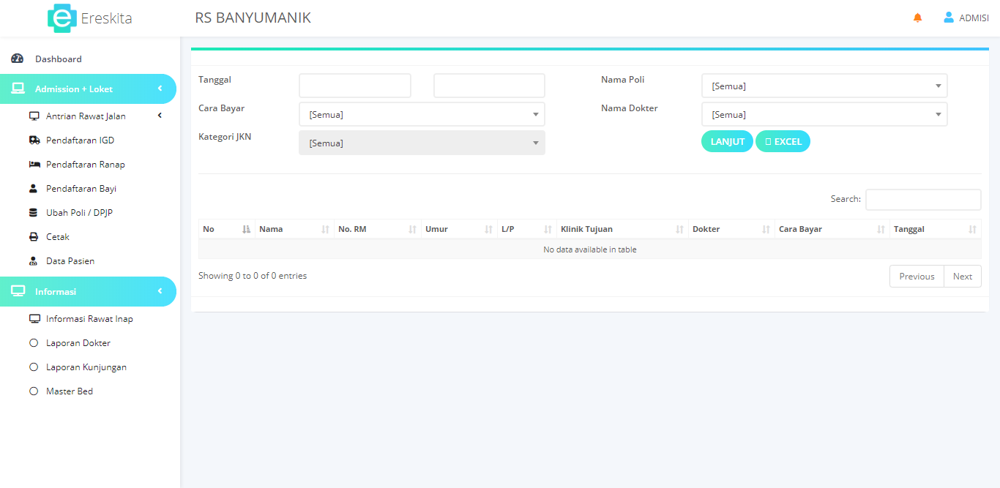 Ereskita
RS BANYUMANIK
ADMISI
Dashboard
Admission + Loket
Antrian Rawat Jalan
Pendaftaran IGD
Pendaftaran Ranap
Pendaftaran Bayi
Ubah Poli / DPJP
Cetak
Data Pasien
Informasi
Informasi Rawat Inap
Laporan Dokter
Laporan Kunjungan
Master Bed
Tanggal
Nama Poli [Semua]
Cara Bayar [Semua]
Nama Dokter [Semua]
Kategori JKN [Semua]
LANJUT EXCEL
Search:
No Nama No. RM Umur L/P Klinik Tujuan Dokter Cara Bayar Tanggal
No data available in table
Showing 0 to 0 of 0 entries
Previous Next